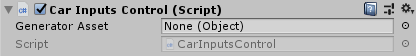 Car Inputs Control (Script)
Generator Asset None (Object)
Script CarInputsControl